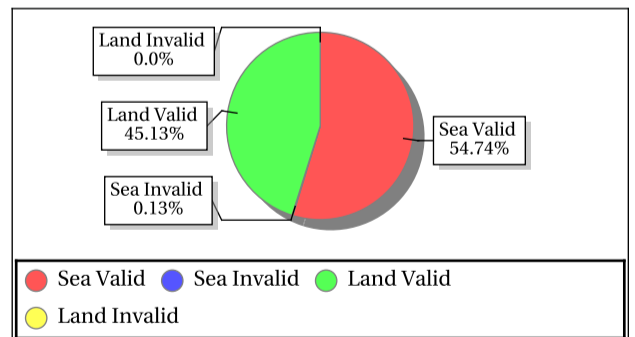 Land Invalid
0.0%
Land Valid
45.13%
Sea Valid
54.74%
Sea Invalid
0.13%
Sea Valid Sea Invalid Land Valid
Land Invalid